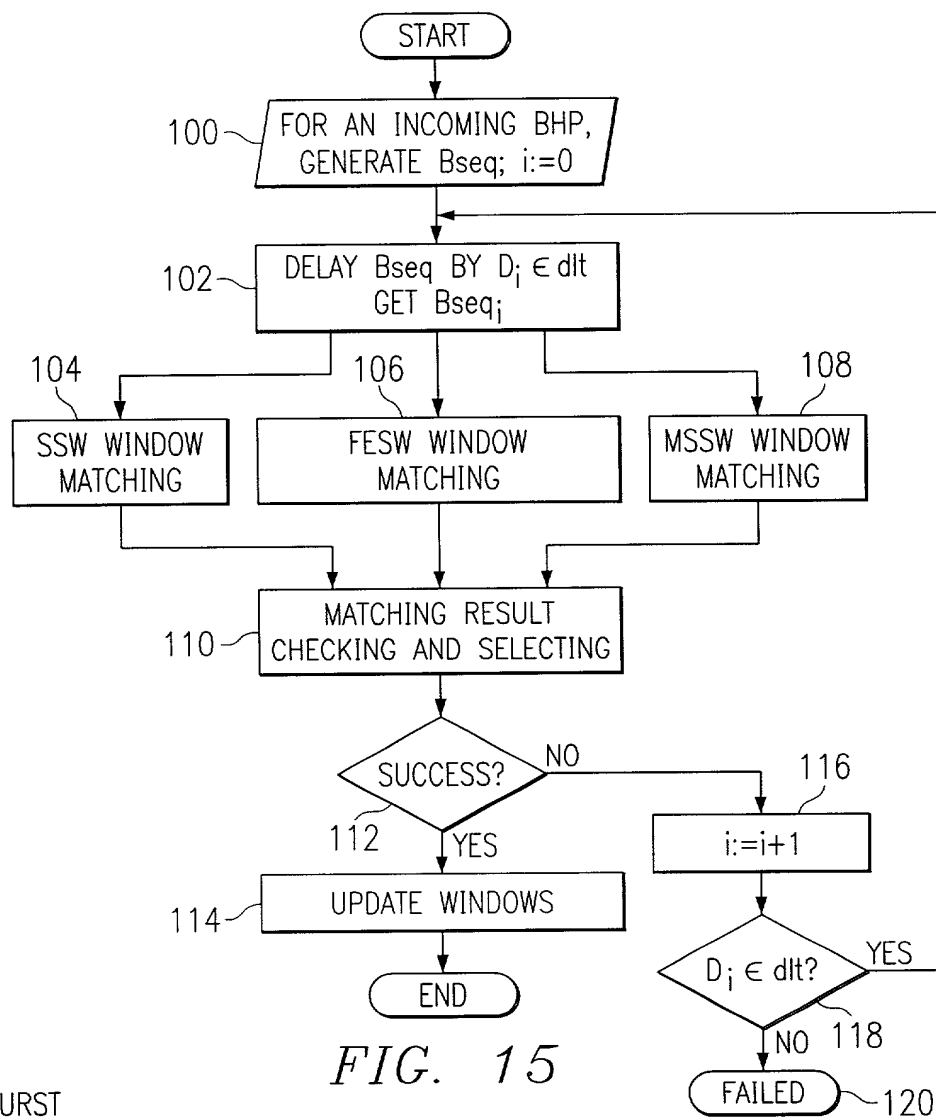 START
100
FOR AN INCOMING BHP,
GENERATE Bseq; i:=0
102
DELAY Bseq BY Di ∈ dlt
GET Bseqi
104
106
108
SSW WINDOW
MATCHING
FESW WINDOW
MATCHING
MSSW WINDOW
MATCHING
110
MATCHING RESULT
CHECKING AND SELECTING
SUCCESS?
NO
112
YES
116
i:=i+1
114
UPDATE WINDOWS
Di ∈ dlt?
YES
118
END
NO
FIG. 15
URST
FAILED
120